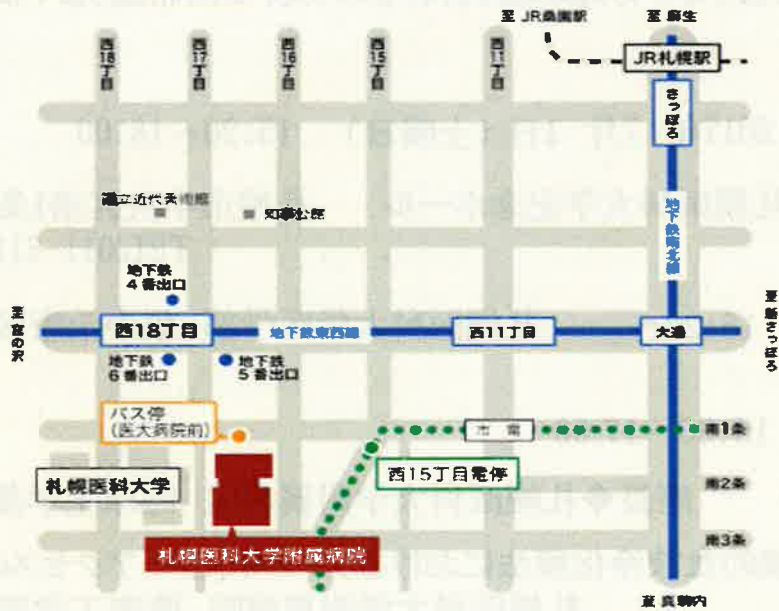 至 JR桑園駅
至 麻生
西18丁目
西17丁目
西16丁目
西15丁目
西11丁目
JR札幌駅
さっぽろ
道立近代美術館
知事公館
地下鉄南北線
地下鉄
4番出口
至 宮の沢
西18丁目
地下鉄東西線
西11丁目
大通
至 新さっぽろ
地下鉄
6番出口
地下鉄
5番出口
バス停
(医大病院前)
市電
南1条
札幌医科大学
西15丁目電停
南2条
札幌医科大学附属病院
南3条
至 真駒内